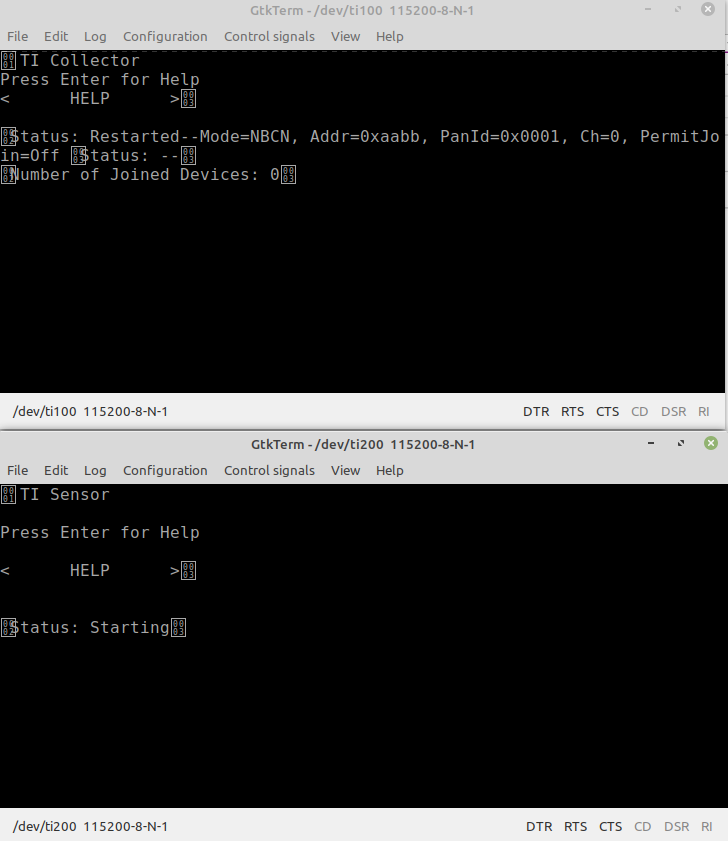 GtkTerm - /dev/ti100 115200-8-N-1
File Edit Log Configuration Control signals View Help
TI Collector
Press Enter for Help
<      HELP      >
Status: Restarted--Mode=NBCN, Addr=0xaabb, PanId=0x0001, Ch=0, PermitJo
in=Off Status: --
Number of Joined Devices: 0
/dev/ti100 115200-8-N-1 DTR RTS CTS CD DSR RI
GtkTerm - /dev/ti200 115200-8-N-1
File Edit Log Configuration Control signals View Help
TI Sensor
Press Enter for Help
<      HELP      >
Status: Starting
/dev/ti200 115200-8-N-1 DTR RTS CTS CD DSR RI